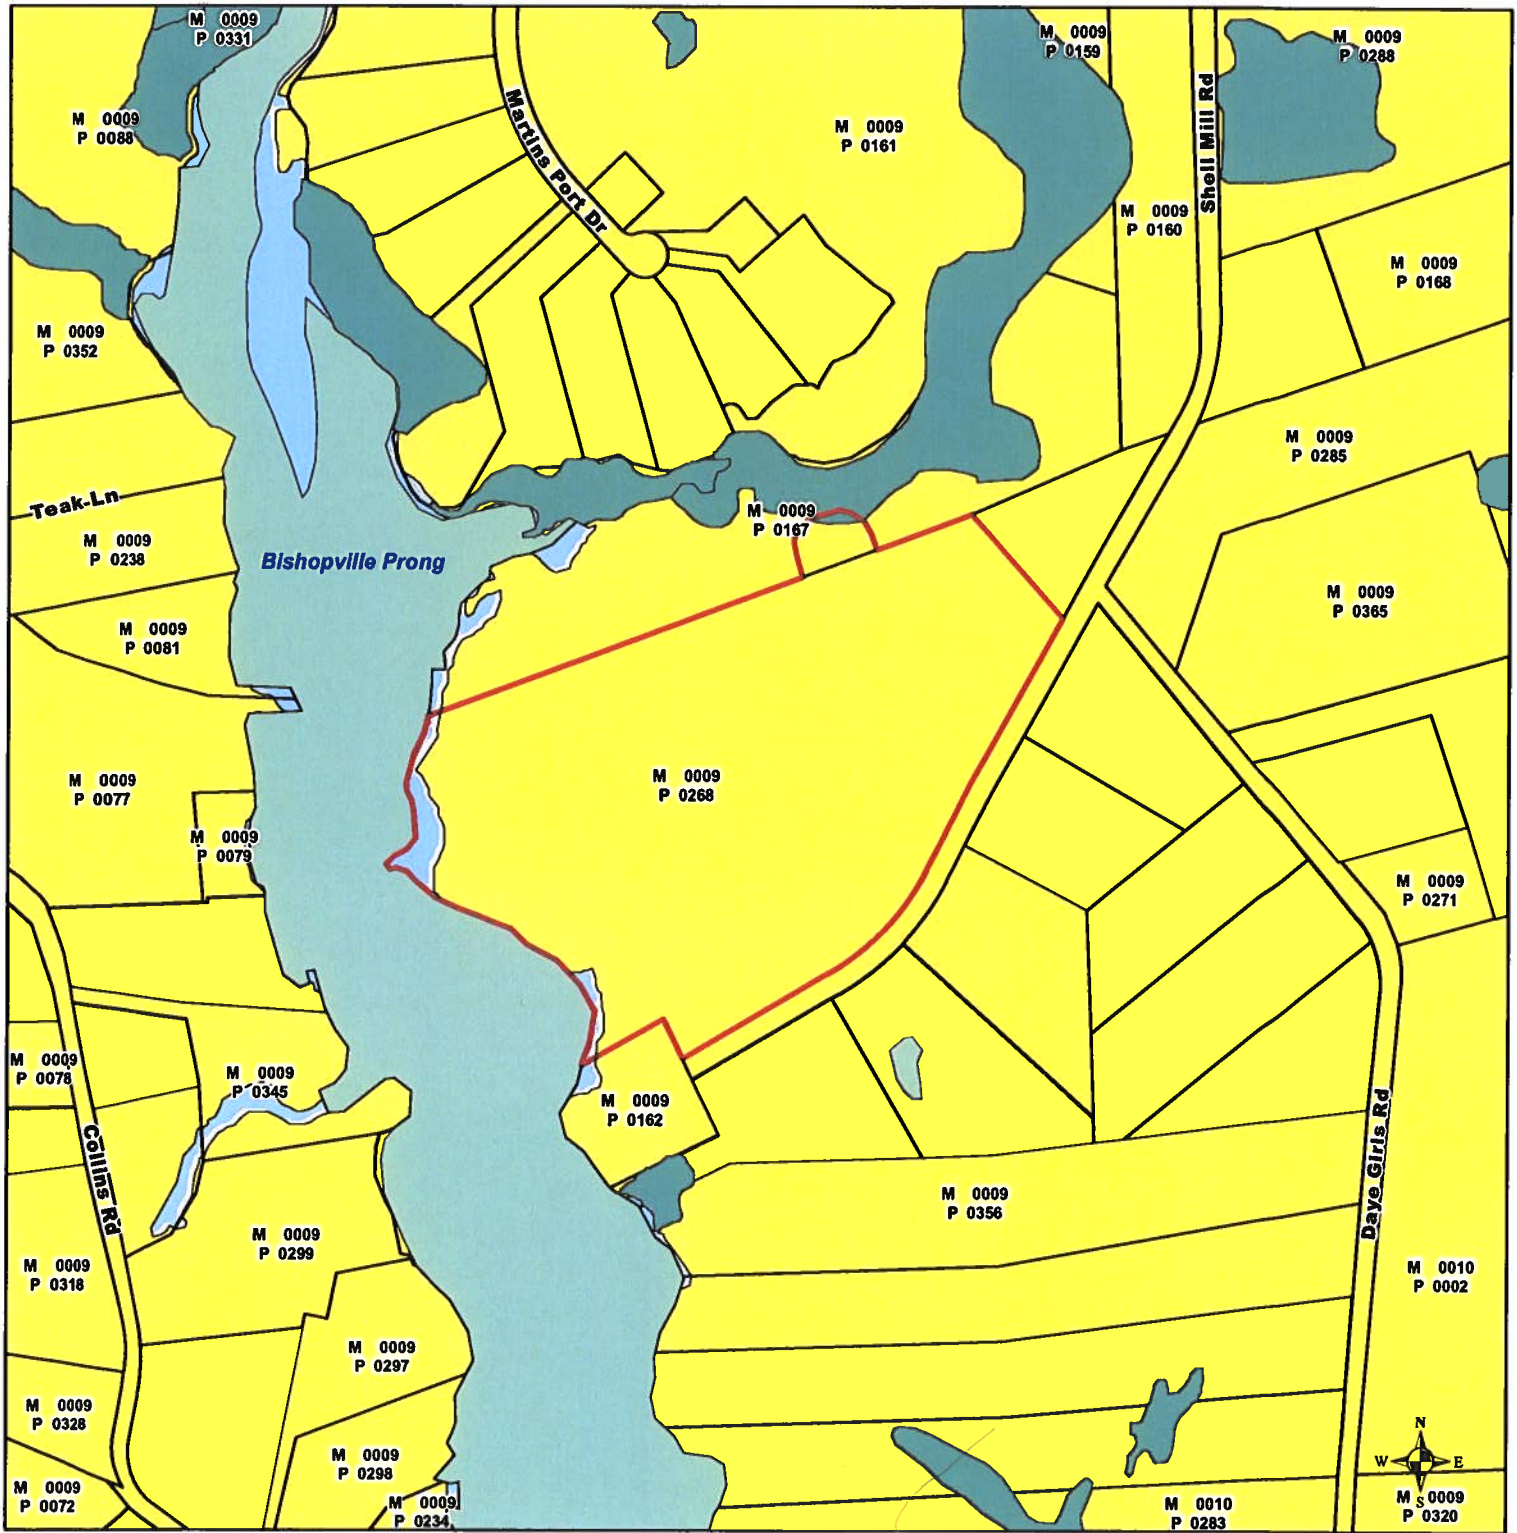 M 0009
P 0331
M 0009
P 0159
M 0009
P 0288
M 0009
P 0088
Martins Port Dr
M 0009
P 0161
Shell Mill Rd
M 0009
P 0160
M 0009
P 0168
M 0009
P 0352
M 0009
P 0285
Teak-Ln
M 0009
P 0167
M 0009
P 0238
Bishopville Prong
M 0009
P 0365
M 0009
P 0081
M 0009
P 0077
M 0009
P 0268
M 0009
P 0079
M 0009
P 0271
M 0009
P 0078
M 0009
P 0345
M 0009
P 0162
Collins Rd
Daye Girls Rd
M 0009
P 0356
M 0009
P 0299
M 0009
P 0318
M 0010
P 0002
M 0009
P 0297
M 0009
P 0328
N
W E
S
M 0009
P 0298
M 0009
P 0072
M 0009
P 0234
M 0010
P 0283
M 0009
P 0320